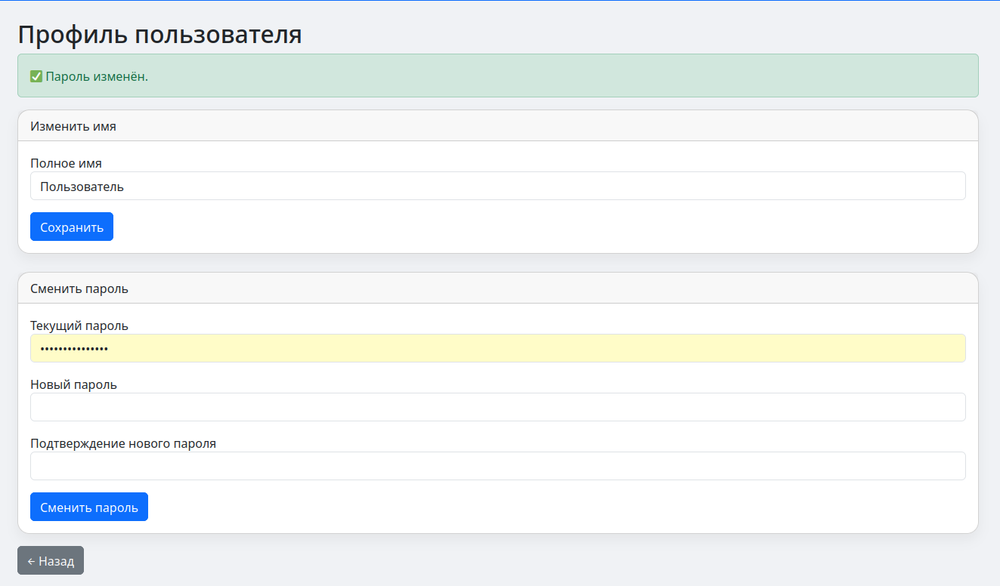 Профиль пользователя
✅ Пароль изменён.
Изменить имя
Полное имя
Пользователь
Сохранить
Сменить пароль
Текущий пароль
•••••••••••••••
Новый пароль
Подтверждение нового пароля
Сменить пароль
← Назад